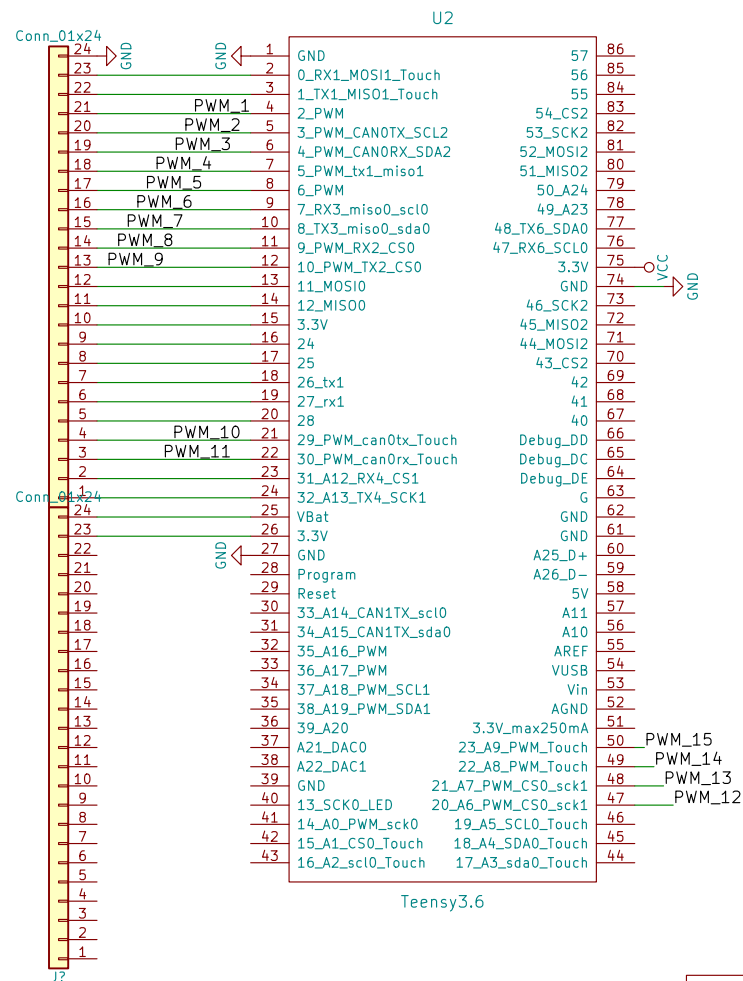 U2
Conn_01x24
24 GND GND 1 GND 57 86
23 2 0_RX1_MOSI1_Touch 56 85
22 3 1_TX1_MISO1_Touch 55 84
21 PWM_1 4 2_PWM 54_CS2 83
20 PWM_2 5 3_PWM_CAN0TX_SCL2 53_SCK2 82
19 PWM_3 6 4_PWM_CAN0RX_SDA2 52_MOSI2 81
18 PWM_4 7 5_PWM_tx1_miso1 51_MISO2 80
17 PWM_5 8 6_PWM 50_A24 79
16 PWM_6 9 7_RX3_miso0_scl0 49_A23 78
15 PWM_7 10 8_TX3_miso0_sda0 48_TX6_SDA0 77
14 PWM_8 11 9_PWM_RX2_CS0 47_RX6_SCL0 76
13 PWM_9 12 10_PWM_TX2_CS0 3.3V 75 VCC
12 13 11_MOSI0 GND 74 GND
11 14 12_MISO0 46_SCK2 73
10 15 3.3V 45_MISO2 72
9 16 24 44_MOSI2 71
8 17 25 43_CS2 70
7 18 26_tx1 42 69
6 19 27_rx1 41 68
5 20 28 40 67
4 PWM_10 21 29_PWM_can0tx_Touch Debug_DD 66
3 PWM_11 22 30_PWM_can0rx_Touch Debug_DC 65
2 23 31_A12_RX4_CS1 Debug_DE 64
1 24 32_A13_TX4_SCK1 G 63
Conn_01x24
24 25 VBat GND 62
23 26 3.3V GND 61
22 GND 27 GND A25_D+ 60
21 28 Program A26_D- 59
20 29 Reset 5V 58
19 30 33_A14_CAN1TX_scl0 A11 57
18 31 34_A15_CAN1TX_sda0 A10 56
17 32 35_A16_PWM AREF 55
16 33 36_A17_PWM VUSB 54
15 34 37_A18_PWM_SCL1 Vin 53
14 35 38_A19_PWM_SDA1 AGND 52
13 36 39_A20 3.3V_max250mA 51
12 37 A21_DAC0 23_A9_PWM_Touch 50 PWM_15
11 38 A22_DAC1 22_A8_PWM_Touch 49 PWM_14
10 39 GND 21_A7_PWM_CS0_sck1 48 PWM_13
9 40 13_SCK0_LED 20_A6_PWM_CS0_sck1 47 PWM_12
8 41 14_A0_PWM_sck0 19_A5_SCL0_Touch 46
7 42 15_A1_CS0_Touch 18_A4_SDA0_Touch 45
6 43 16_A2_scl0_Touch 17_A3_sda0_Touch 44
5
4 Teensy3.6
3
2
1
J?